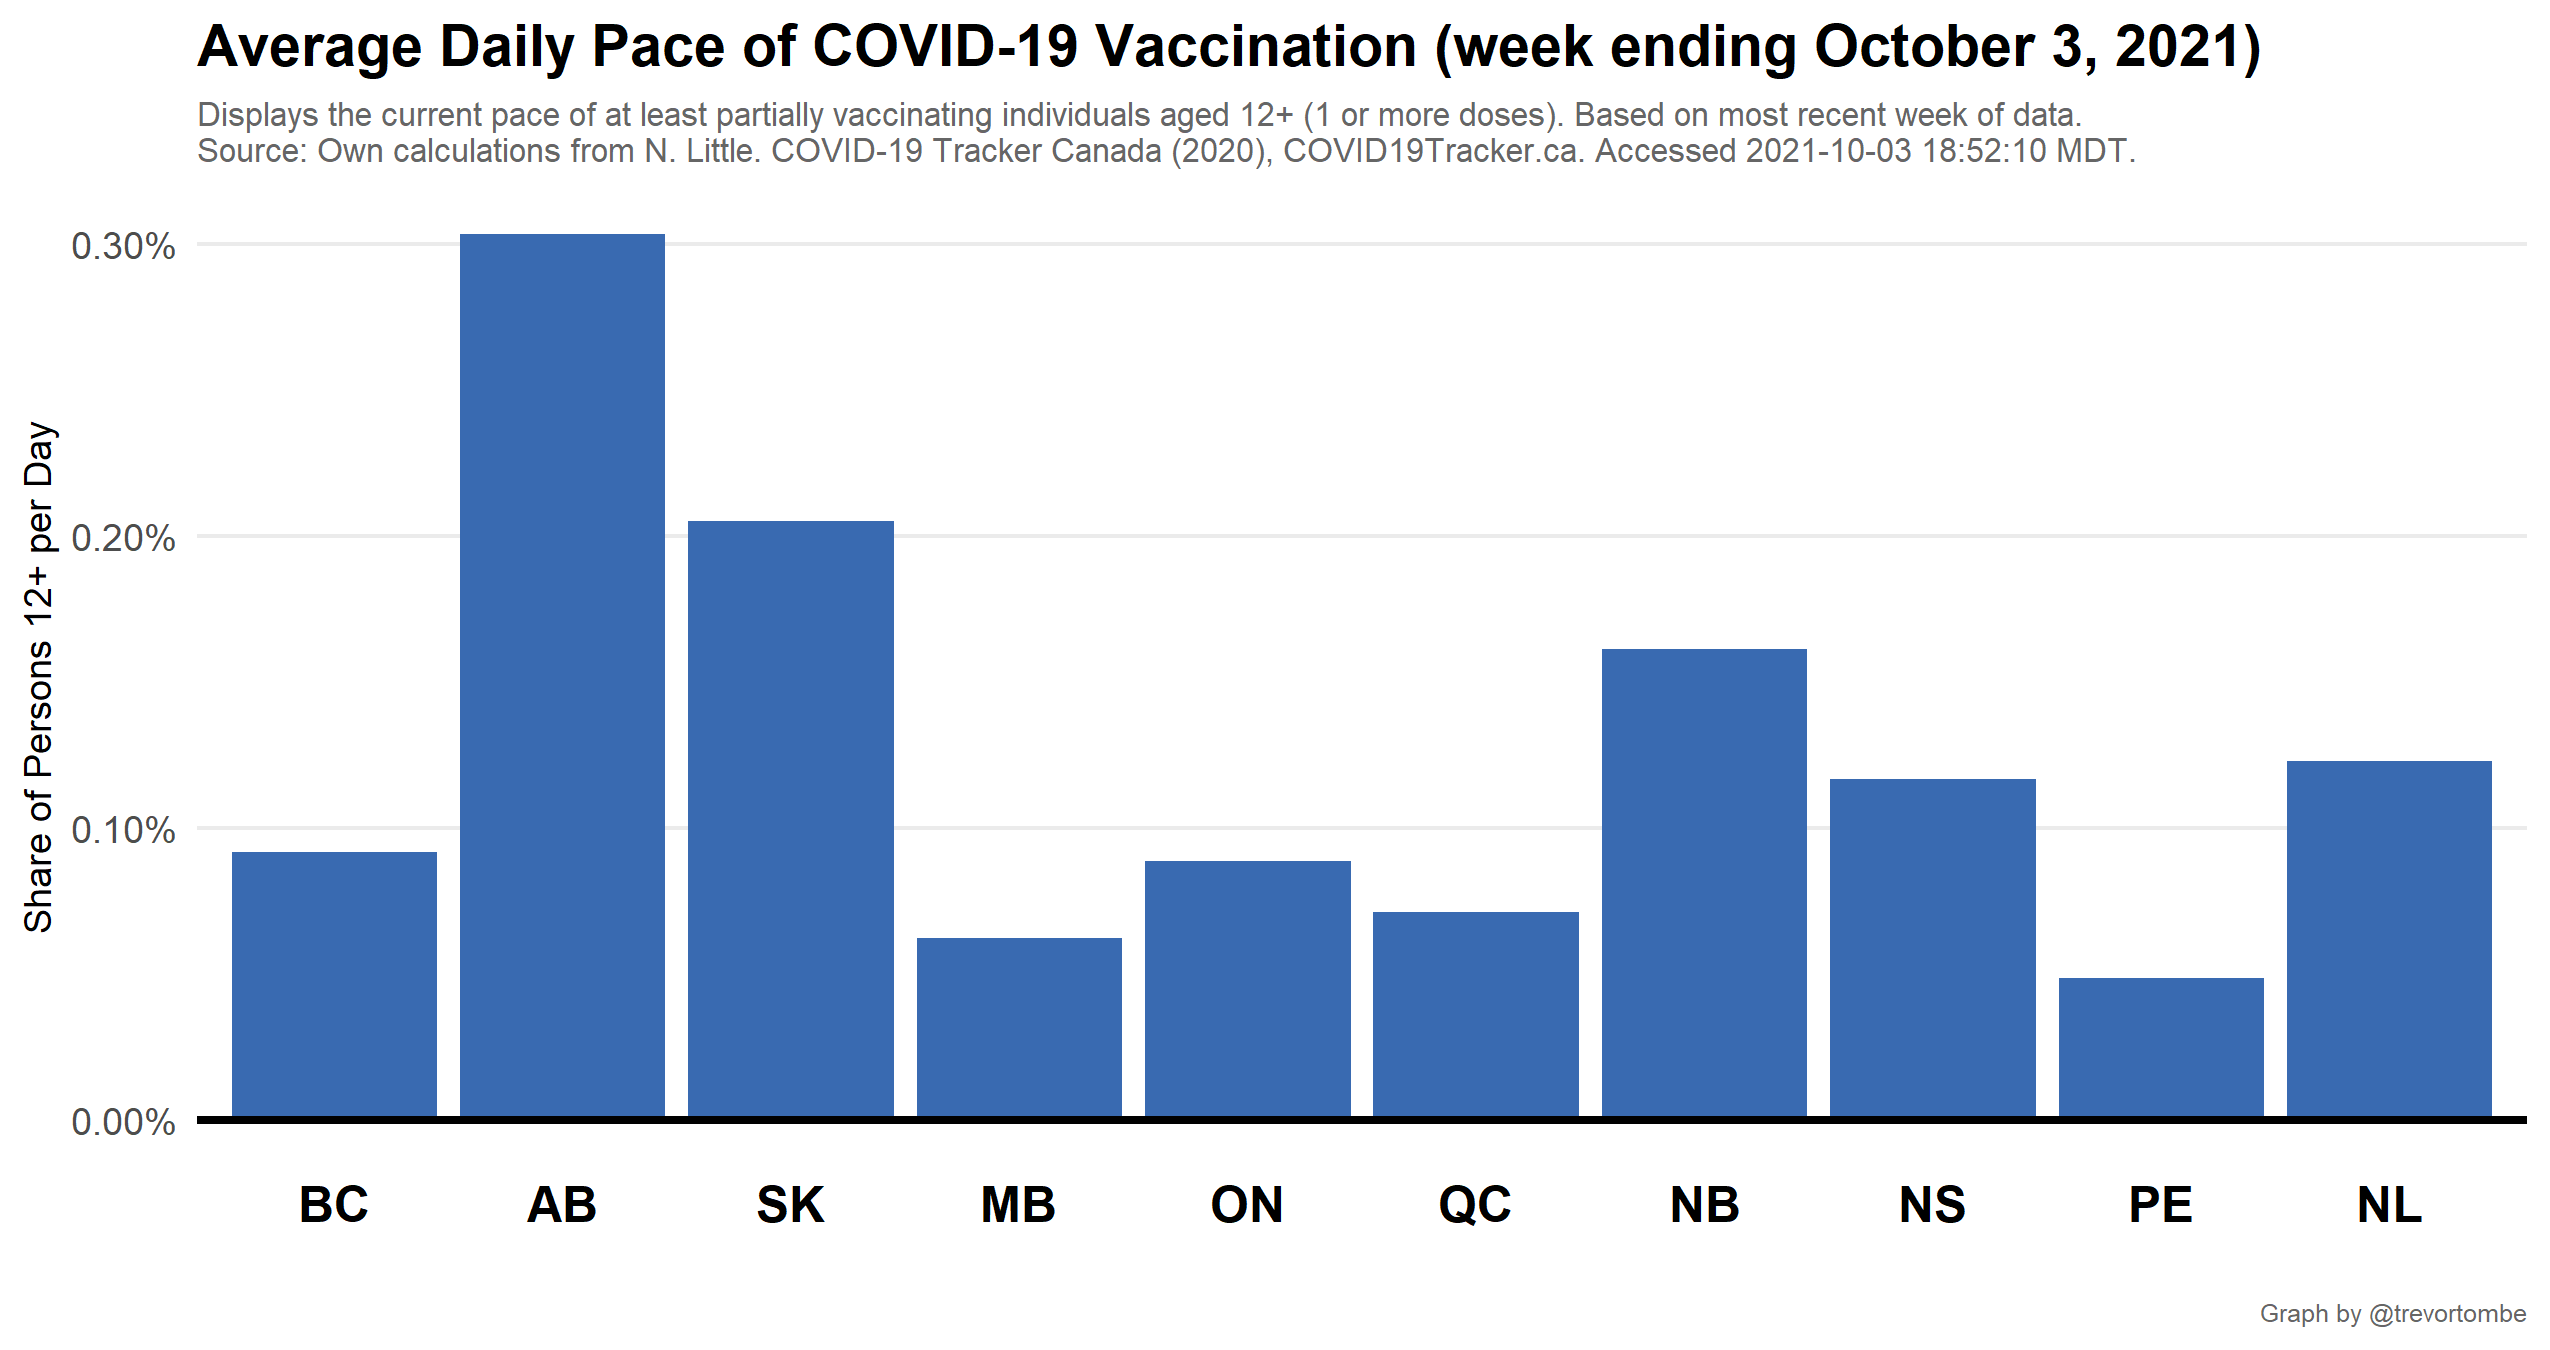 Average Daily Pace of COVID-19 Vaccination (week ending October 3, 2021)
Displays the current pace of at least partially vaccinating individuals aged 12+ (1 or more doses). Based on most recent week of data.
Source: Own calculations from N. Little. COVID-19 Tracker Canada (2020), COVID19Tracker.ca. Accessed 2021-10-03 18:52:10 MDT.
Share of Persons 12+ per Day
0.30%
0.20%
0.10%
0.00%
BC AB SK MB ON QC NB NS PE NL
Graph by @trevortombe